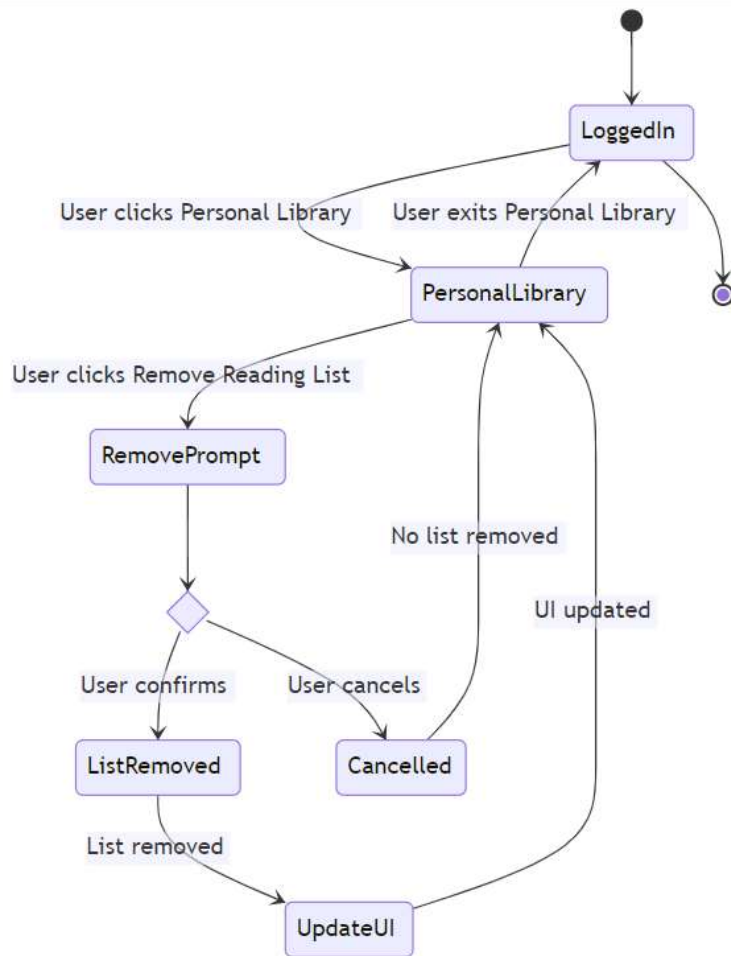 LoggedIn
User clicks Personal Library
User exits Personal Library
PersonalLibrary
User clicks Remove Reading List
RemovePrompt
No list removed
UI updated
User confirms
User cancels
ListRemoved
Cancelled
List removed
UpdateUI